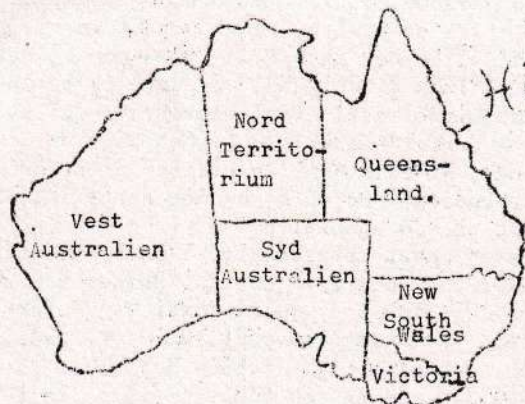 Nord
Territo-
rium
Queens-
land.
Vest
Australien
Syd
Australien
New
South
Wales
Victoria